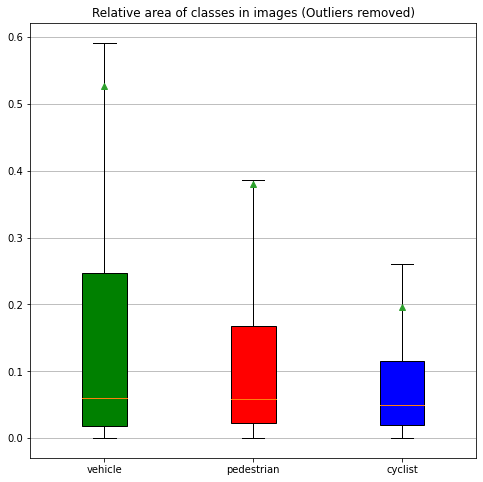 Relative area of classes in images (Outliers removed)
0.6
0.5
0.4
0.3
0.2
0.1
0.0
vehicle
pedestrian
cyclist